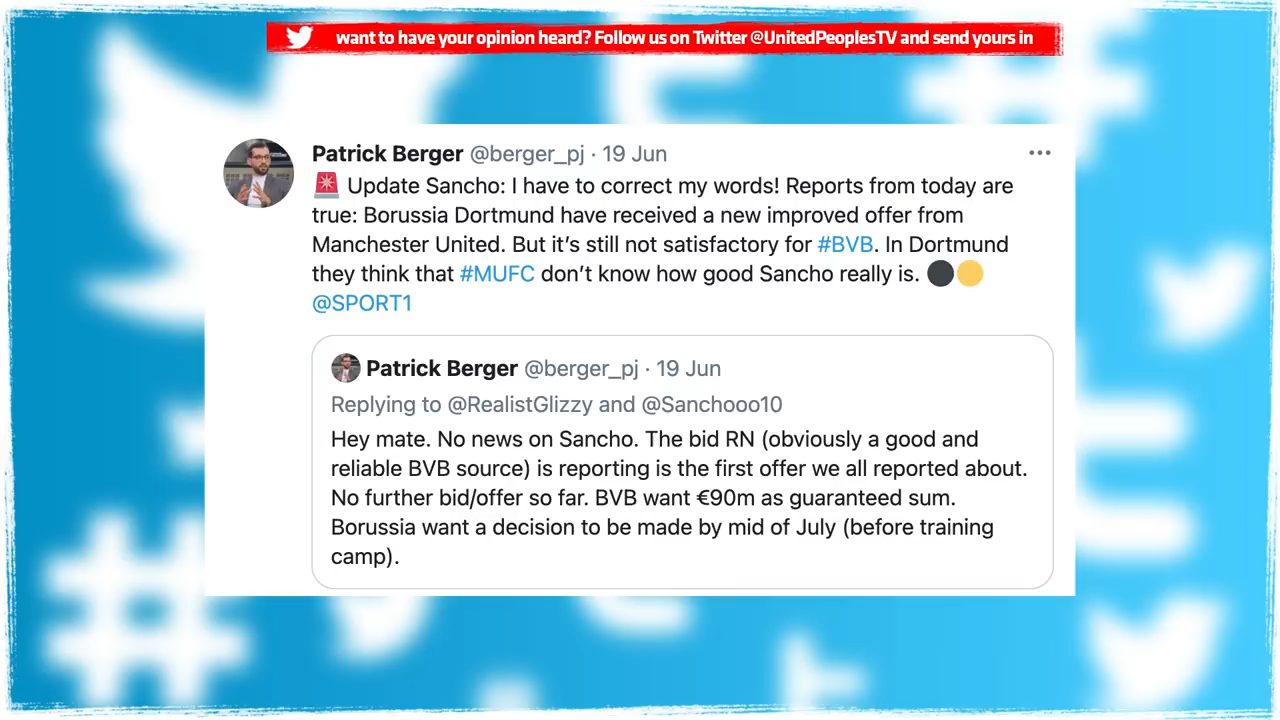 want to have your opinion heard? Follow us on Twitter @UnitedPeoplesTV and send yours in
Patrick Berger @berger_pj · 19 Jun
🚨 Update Sancho: I have to correct my words! Reports from today are
true: Borussia Dortmund have received a new improved offer from
Manchester United. But it’s still not satisfactory for #BVB. In Dortmund
they think that #MUFC don’t know how good Sancho really is. ⚫🟡
@SPORT1
Patrick Berger @berger_pj · 19 Jun
Replying to @RealistGlizzy and @Sanchooo10
Hey mate. No news on Sancho. The bid RN (obviously a good and
reliable BVB source) is reporting is the first offer we all reported about.
No further bid/offer so far. BVB want €90m as guaranteed sum.
Borussia want a decision to be made by mid of July (before training
camp).